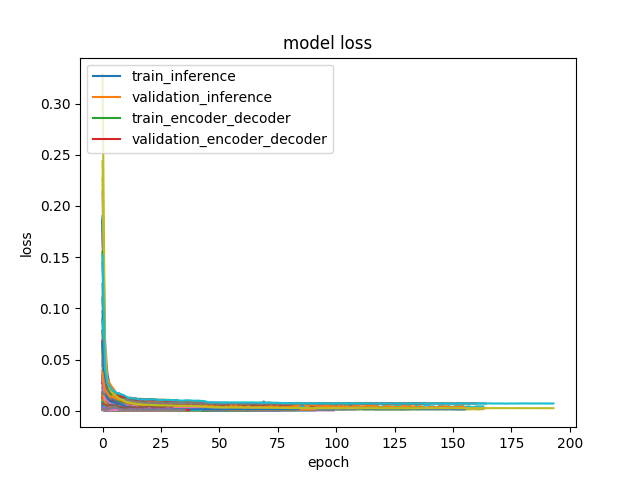 model loss
train_inference
validation_inference
train_encoder_decoder
validation_encoder_decoder
0.30
0.25
0.20
0.15
0.10
0.05
0.00
loss
0 25 50 75 100 125 150 175 200
epoch